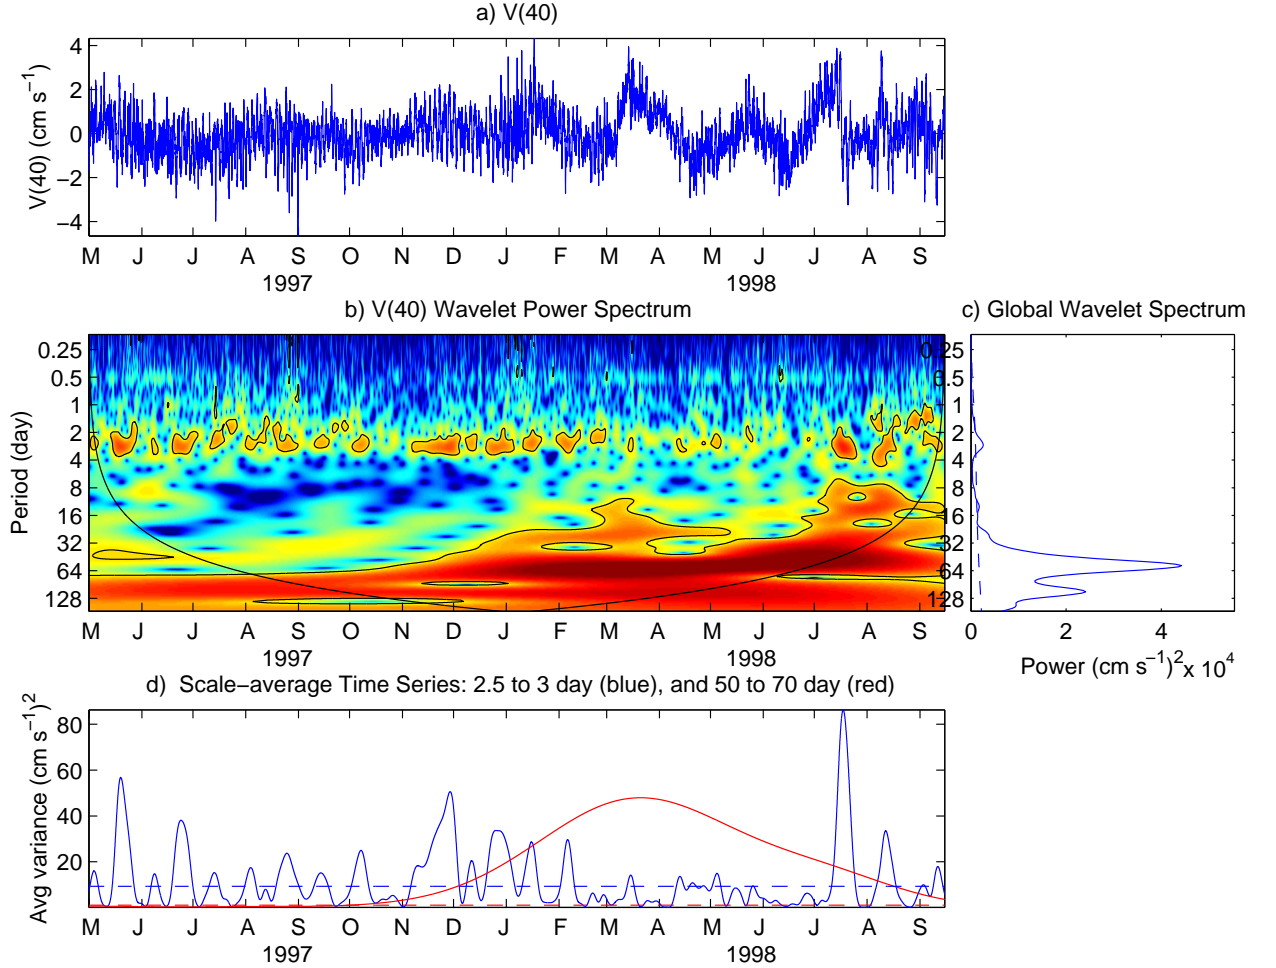 a) V(40)
V(40) (cm s−1)
4
2
0
−2
−4
M J J A S O N D J F M A M J J A S
1997 1998
b) V(40) Wavelet Power Spectrum
c) Global Wavelet Spectrum
Period (day)
0.25 0.25
0.5 0.5
1 1
2 2
4 4
8 8
16 16
32 32
64 64
128 128
M J J A S O N D J F M A M J J A S
0 2 4
1997 1998
Power (cm s−1)2 x 104
d) Scale−average Time Series: 2.5 to 3 day (blue), and 50 to 70 day (red)
Avg variance (cm s−1)2
80
60
40
20
M J J A S O N D J F M A M J J A S
1997 1998